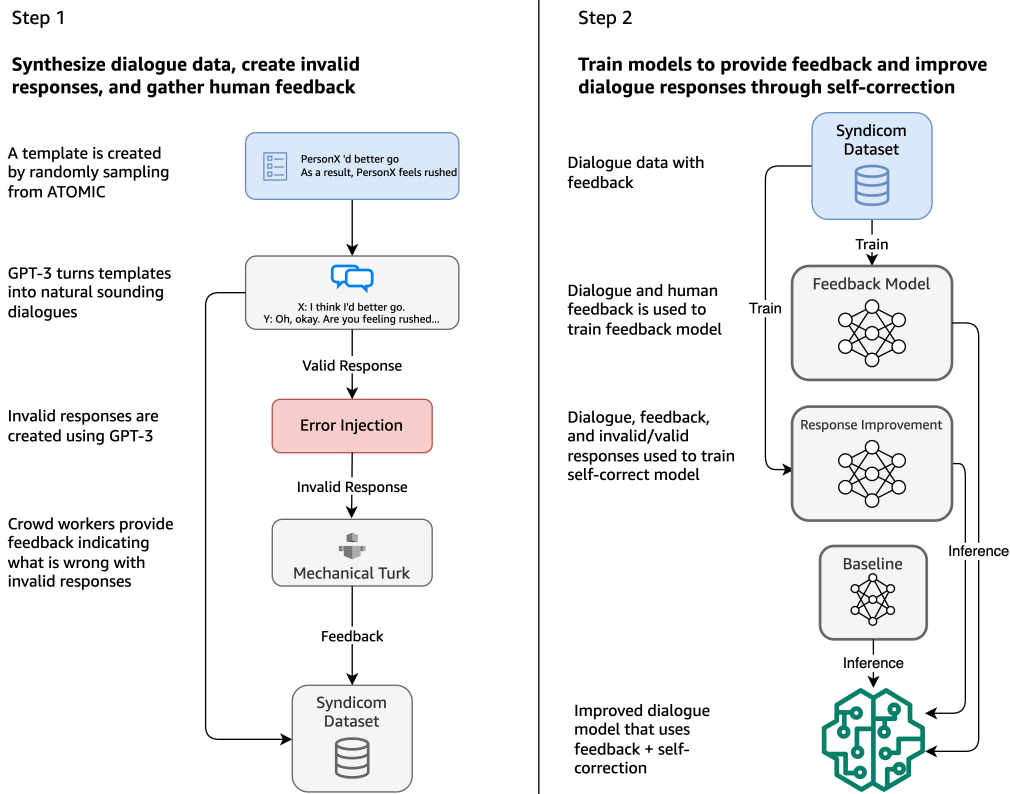 Step 1
Synthesize dialogue data, create invalid
responses, and gather human feedback
A template is created
by randomly sampling
from ATOMIC
PersonX 'd better go
As a result, PersonX feels rushed
GPT-3 turns templates
into natural sounding
dialogues
X: I think I'd better go.
Y: Oh, okay. Are you feeling rushed...
Valid Response
Invalid responses are
created using GPT-3
Error Injection
Invalid Response
Crowd workers provide
feedback indicating
what is wrong with
invalid responses
Mechanical Turk
Feedback
Syndicom
Dataset
Step 2
Train models to provide feedback and improve
dialogue responses through self-correction
Dialogue data with
feedback
Syndicom
Dataset
Train
Dialogue and human
feedback is used to
train feedback model
Train
Feedback Model
Dialogue, feedback,
and invalid/valid
responses used to train
self-correct model
Response Improvement
Inference
Baseline
Inference
Improved dialogue
model that uses
feedback + self-
correction